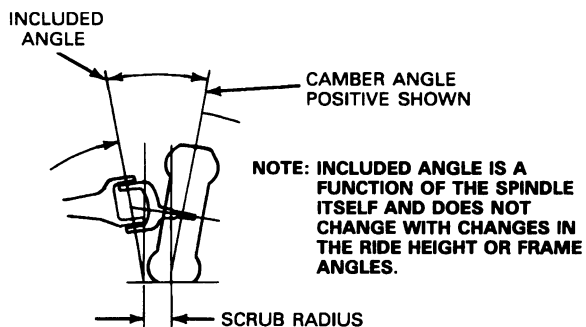 INCLUDED
ANGLE
CAMBER ANGLE
POSITIVE SHOWN
NOTE: INCLUDED ANGLE IS A
FUNCTION OF THE SPINDLE
ITSELF AND DOES NOT
CHANGE WITH CHANGES IN
THE RIDE HEIGHT OR FRAME
ANGLES.
SCRUB RADIUS